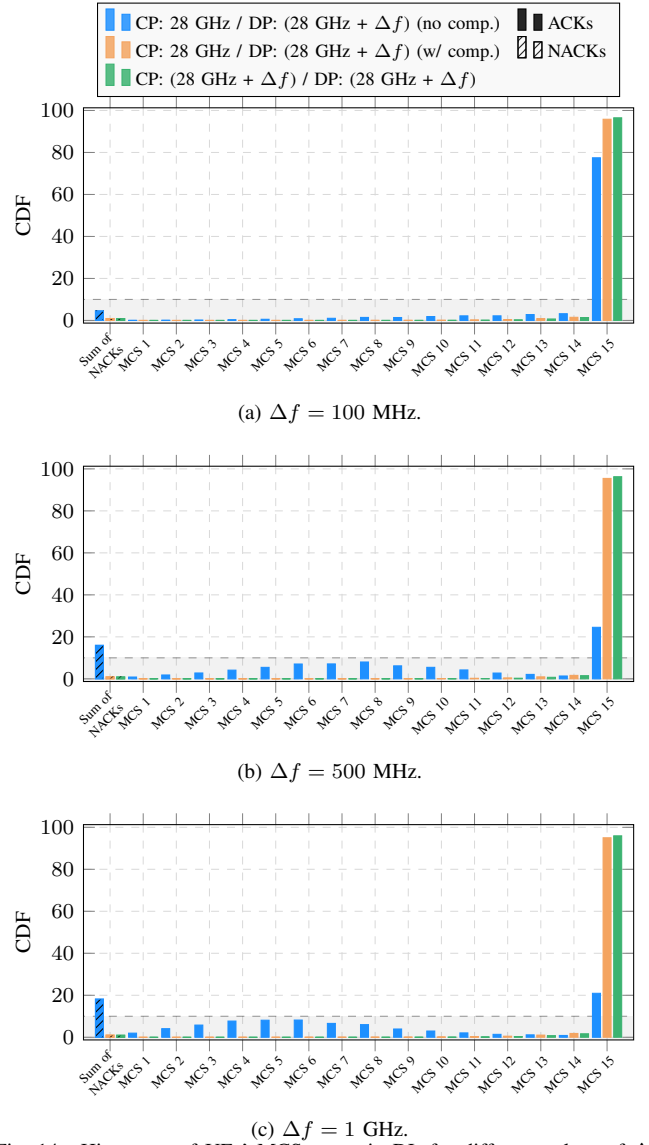 CP: 28 GHz / DP: (28 GHz + Δf) (no comp.) ACKs
CP: 28 GHz / DP: (28 GHz + Δf) (w/ comp.) NACKs
CP: (28 GHz + Δf) / DP: (28 GHz + Δf)
100
80
60
40
20
0
CDF
Sum of
NACKs
MCS 1
MCS 2
MCS 3
MCS 4
MCS 5
MCS 6
MCS 7
MCS 8
MCS 9
MCS 10
MCS 11
MCS 12
MCS 13
MCS 14
MCS 15
(a) Δf = 100 MHz.
100
80
60
40
20
0
CDF
Sum of
NACKs
MCS 1
MCS 2
MCS 3
MCS 4
MCS 5
MCS 6
MCS 7
MCS 8
MCS 9
MCS 10
MCS 11
MCS 12
MCS 13
MCS 14
MCS 15
(b) Δf = 500 MHz.
100
80
60
40
20
0
CDF
Sum of
NACKs
MCS 1
MCS 2
MCS 3
MCS 4
MCS 5
MCS 6
MCS 7
MCS 8
MCS 9
MCS 10
MCS 11
MCS 12
MCS 13
MCS 14
MCS 15
(c) Δf = 1 GHz.